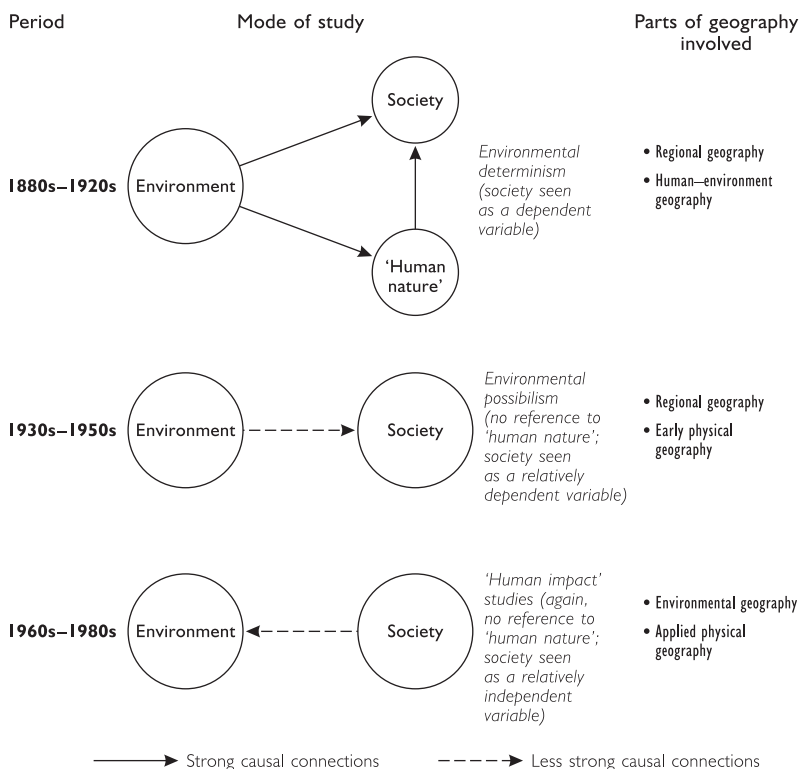 Period
Mode of study
Parts of geography
involved
1880s–1920s
Environment
Society
'Human
nature'
Environmental
determinism
(society seen
as a dependent
variable)
• Regional geography
• Human–environment
geography
1930s–1950s
Environment
Society
Environmental
possibilism
(no reference to
'human nature';
society seen
as a relatively
dependent variable)
• Regional geography
• Early physical
geography
1960s–1980s
Environment
Society
'Human impact'
studies (again,
no reference to
'human nature';
society seen
as a relatively
independent
variable)
• Environmental geography
• Applied physical
geography
Strong causal connections
Less strong causal connections